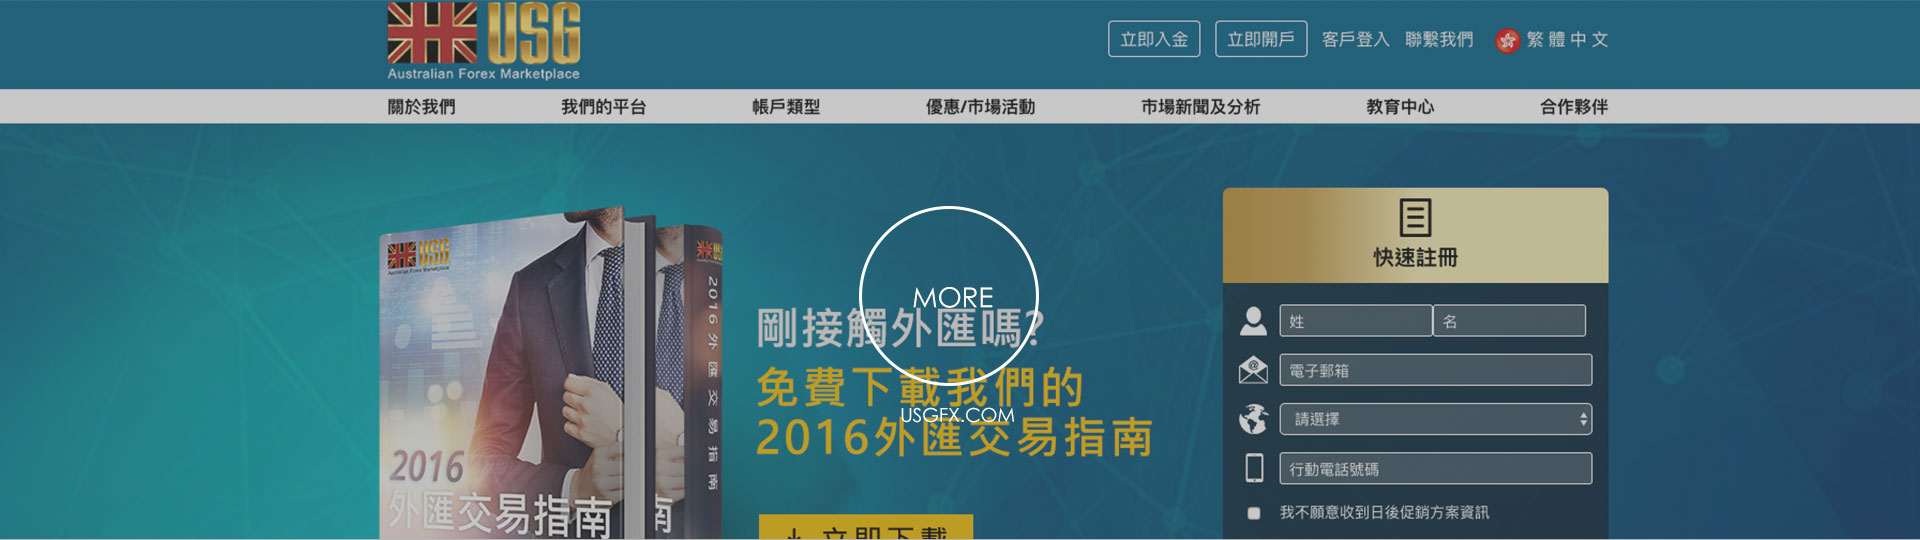 USG
Australian Forex Marketplace
立即入金 立即開戶 客戶登入 聯繫我們 繁體中文
關於我們 我們的平台 帳戶類型 優惠/市場活動 市場新聞及分析 教育中心 合作夥伴
快速註冊
姓 名
電子郵箱
請選擇
行動電話號碼
我不願意收到日後促銷方案資訊
MORE
剛接觸外匯嗎?
免費下載我們的
USGFX.COM
2016外匯交易指南
立即下載
USG
Australian Forex Marketplace
2016
外匯交易指南
USG
2016外匯交易指南
南